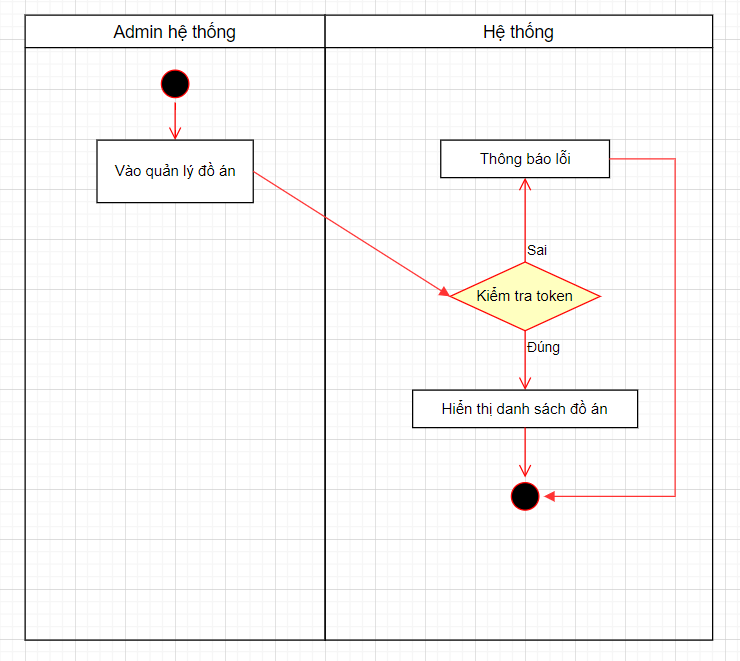 Admin hệ thống
Hệ thống
Vào quản lý đồ án
Thông báo lỗi
Sai
Kiểm tra token
Đúng
Hiển thị danh sách đồ án